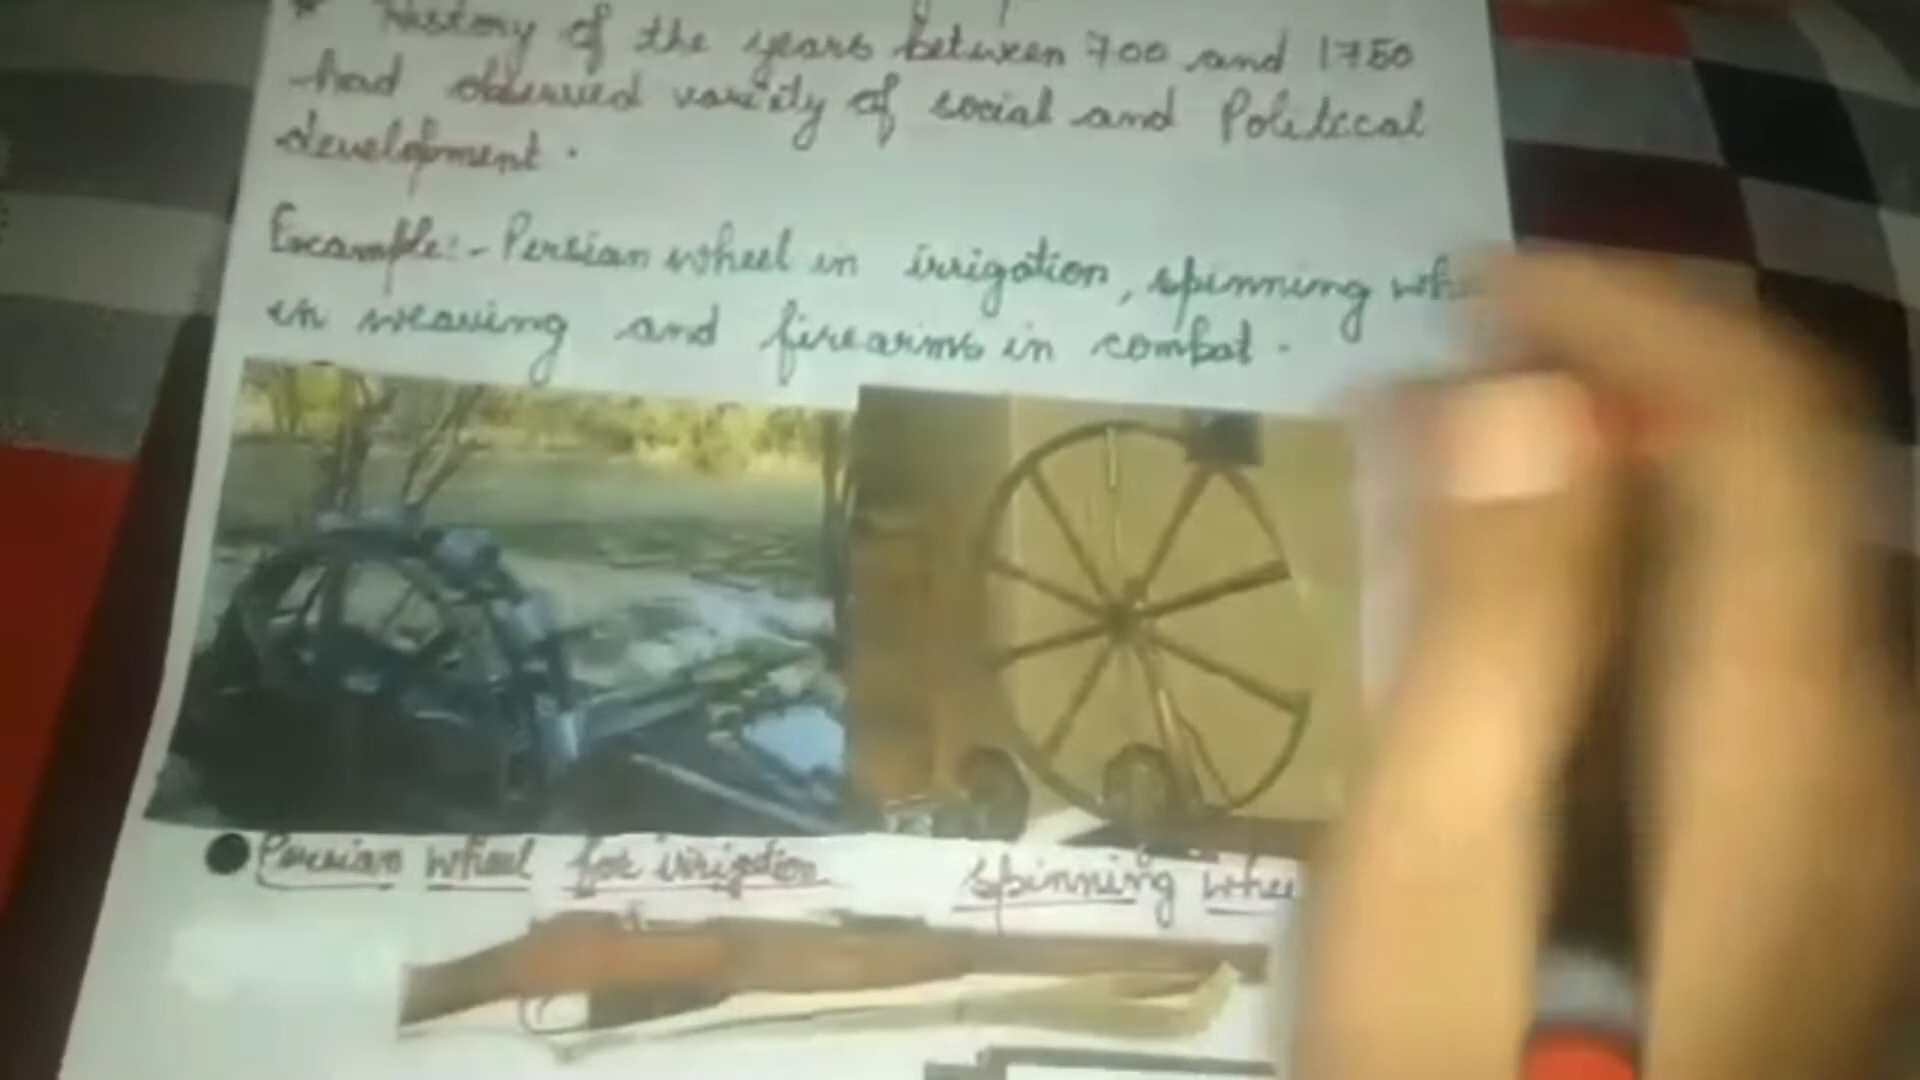 * History of the years between 700 and 1750
had observed variety of social and Political
development.
Example:- Persian wheel in irrigation, spinning
in weaving and firearms in combat.
Persian wheel for irrigation
spinning